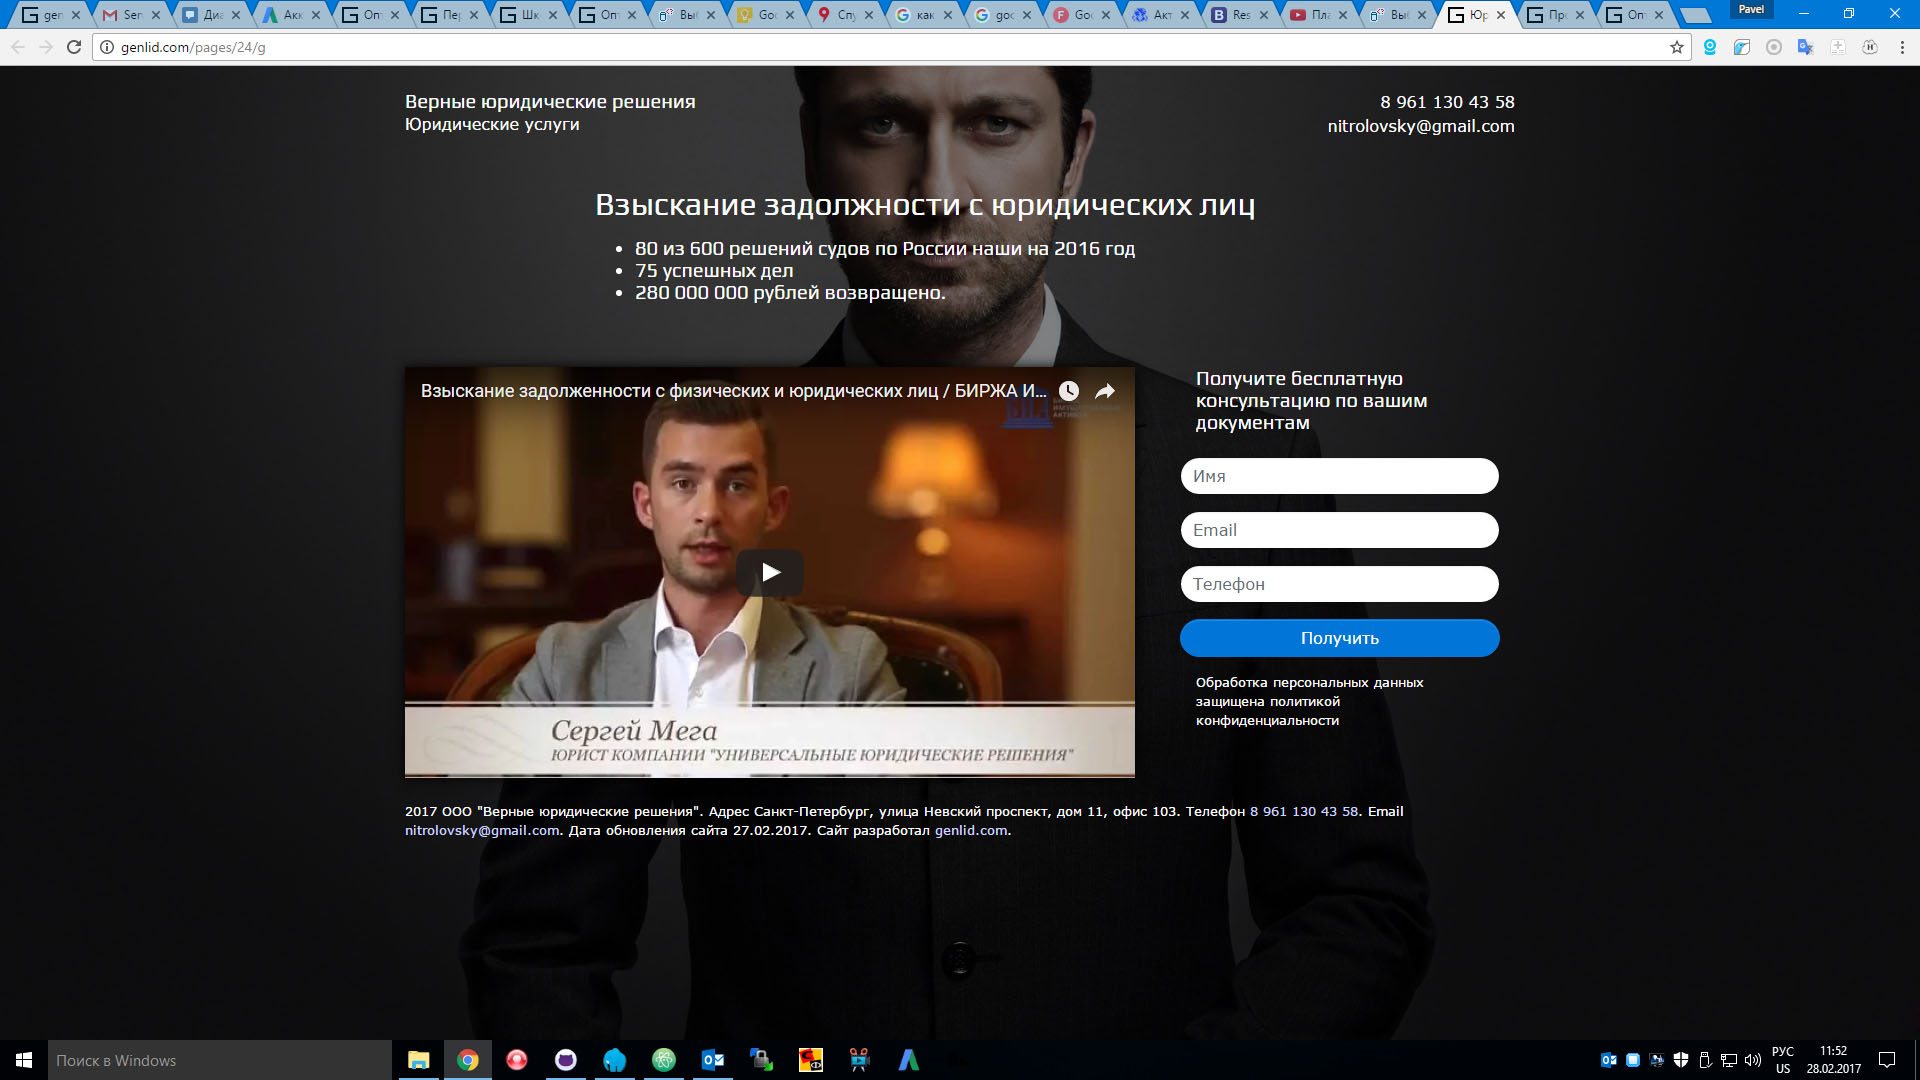 gen
Sen
Диа
Акк
Опт
Пер
Шк
Опт
Выб
Goo
Спу
как
goo
Goo
Акт
Res
Пла
Выб
Юр
Пре
Опт
Pavel
genlid.com/pages/24/g
Верные юридические решения
Юридические услуги
8 961 130 43 58
nitrolovsky@gmail.com
Взыскание задолжности с юридических лиц
80 из 600 решений судов по России наши на 2016 год
75 успешных дел
280 000 000 рублей возвращено.
Взыскание задолженности с физических и юридических лиц / БИРЖА И...
Сергей Мега
ЮРИСТ КОМПАНИИ "УНИВЕРСАЛЬНЫЕ ЮРИДИЧЕСКИЕ РЕШЕНИЯ"
Получите бесплатную
консультацию по вашим
документам
Имя
Email
Телефон
Получить
Обработка персональных данных
защищена политикой
конфиденциальности
2017 ООО "Верные юридические решения". Адрес Санкт-Петербург, улица Невский проспект, дом 11, офис 103. Телефон 8 961 130 43 58. Email
nitrolovsky@gmail.com. Дата обновления сайта 27.02.2017. Сайт разработал genlid.com.
Поиск в Windows
РУС
US
11:52
28.02.2017